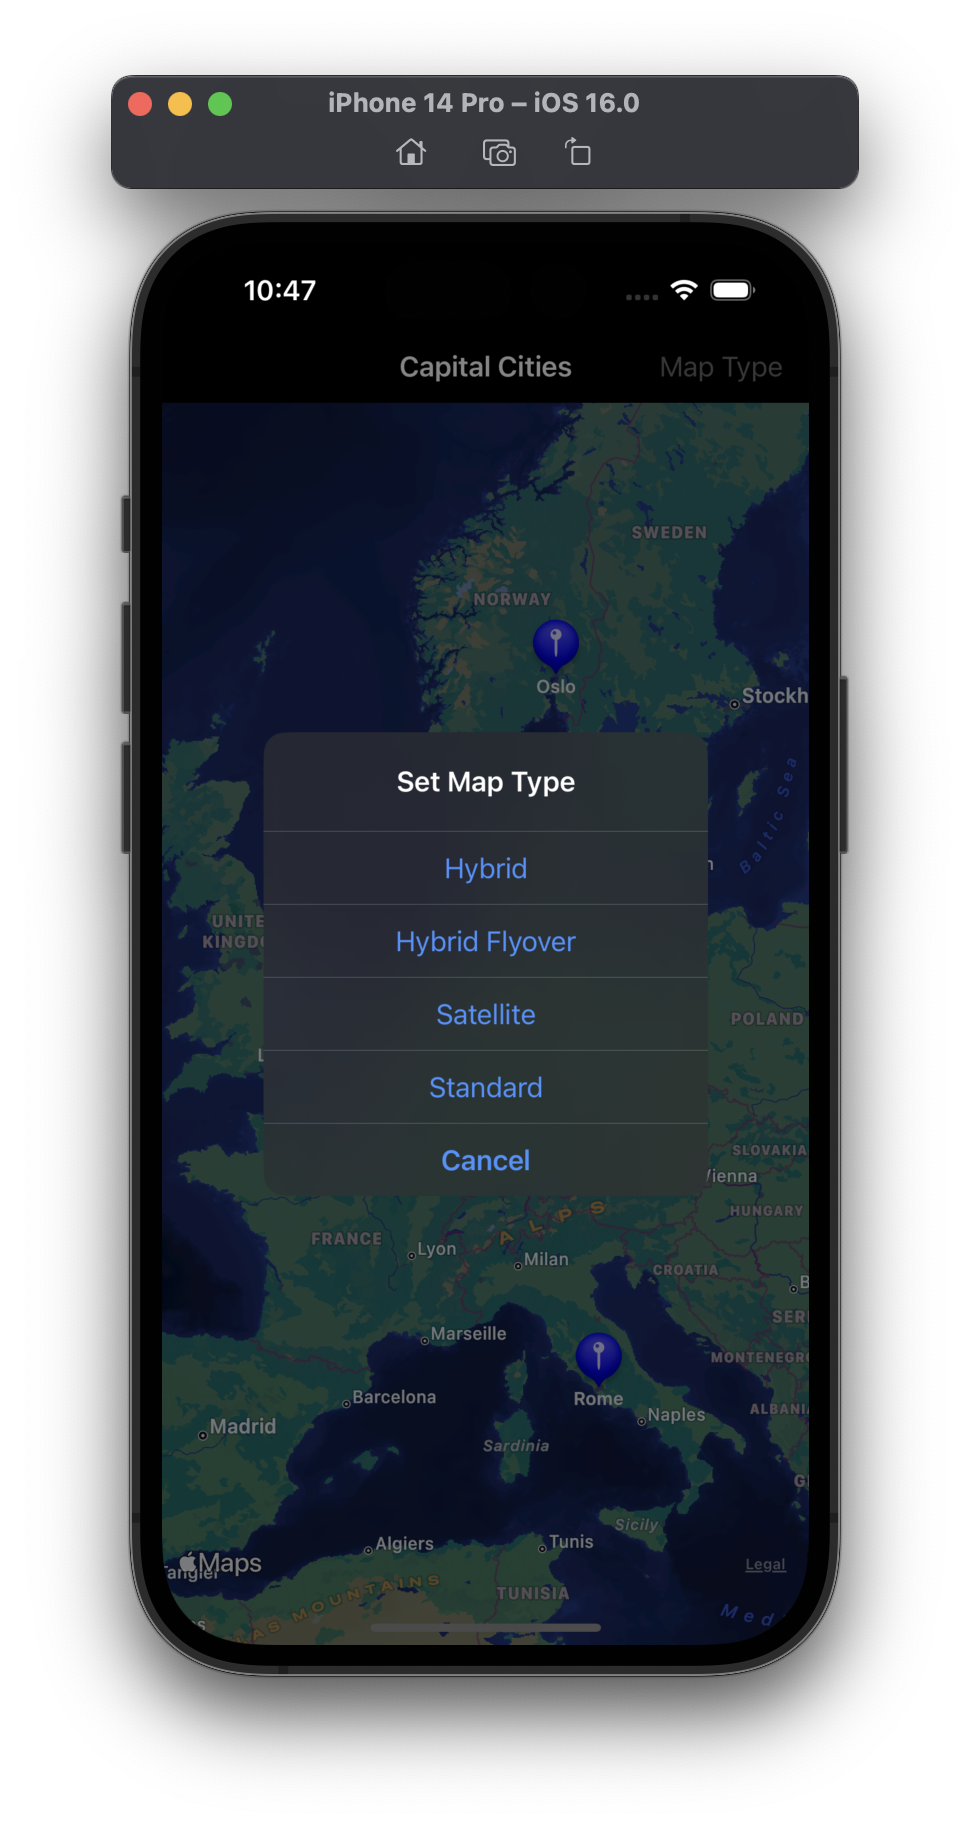 iPhone 14 Pro – iOS 16.0
10:47
Capital Cities
Map Type
SWEDEN
NORWAY
Oslo
Stockh
Baltic Sea
Set Map Type
Hybrid
Hybrid Flyover
Satellite
Standard
Cancel
UNITE
KINGD
POLAND
SLOVAKIA
Vienna
HUNGARY
ALPS
FRANCE
Lyon
Milan
CROATIA
B
SER
Marseille
MONTENEGR
Rome
Barcelona
Naples
ALBANI
Madrid
Sardinia
G
Sicily
Algiers
Tunis
Maps
Legal
Tangier
TUNISIA
LAS MOUNTAINS
Med